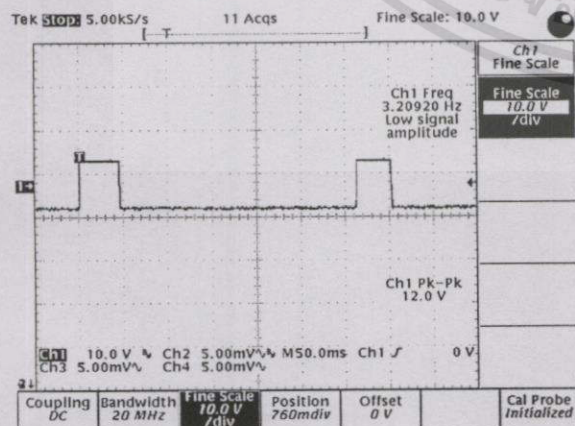 Tek Stop: 5.00kS/s 11 Acqs Fine Scale: 10.0 V
[ T ]
Ch1
Fine Scale
Fine Scale
10.0 V
/div
Ch1 Freq
3.20920 Hz
Low signal
amplitude
T
1
Ch1 Pk-Pk
12.0 V
Ch1 10.0 V Ch2 5.00mV M50.0ms Ch1 0 V
Ch3 5.00mV Ch4 5.00mV
2
Coupling
DC
Bandwidth
20 MHz
Fine Scale
10.0 V
/div
Position
760mdiv
Offset
0 V
Cal Probe
Initialized